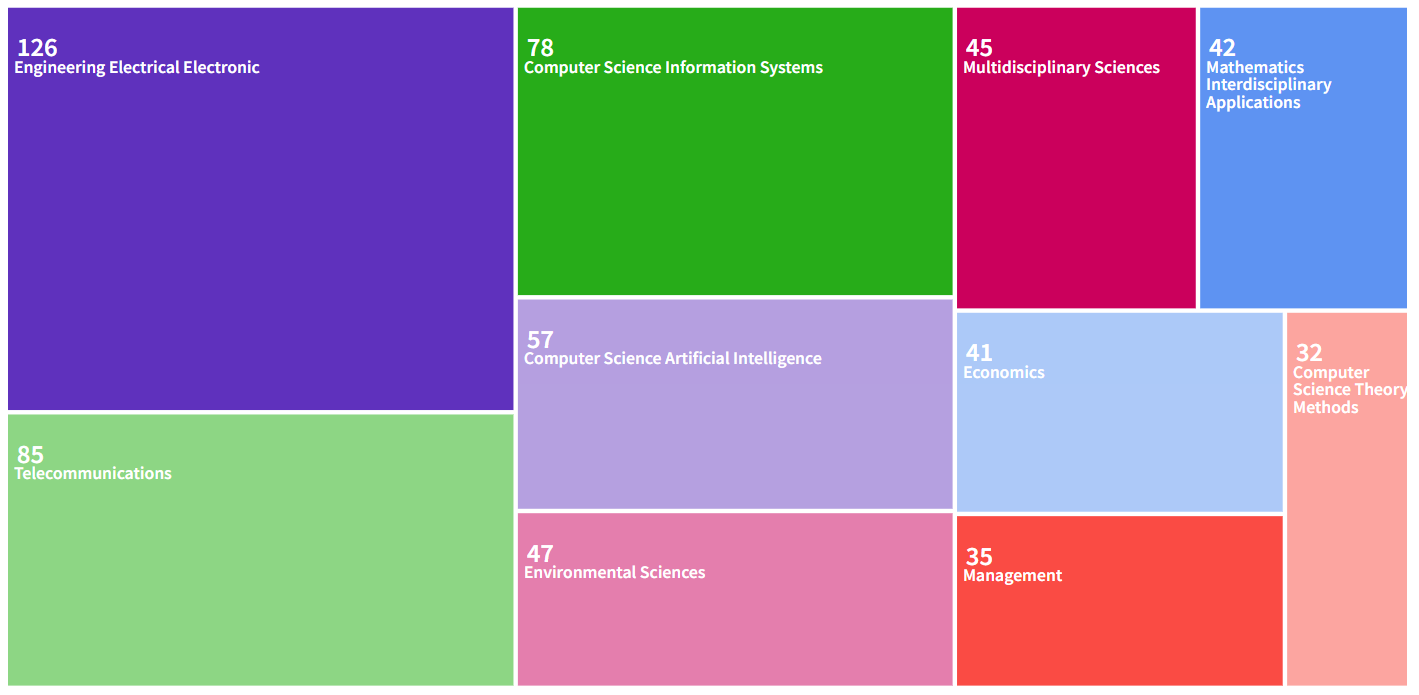 126
Engineering Electrical Electronic
85
Telecommunications
78
Computer Science Information Systems
57
Computer Science Artificial Intelligence
47
Environmental Sciences
45
Multidisciplinary Sciences
42
Mathematics
Interdisciplinary
Applications
41
Economics
35
Management
32
Computer
Science Theory
Methods